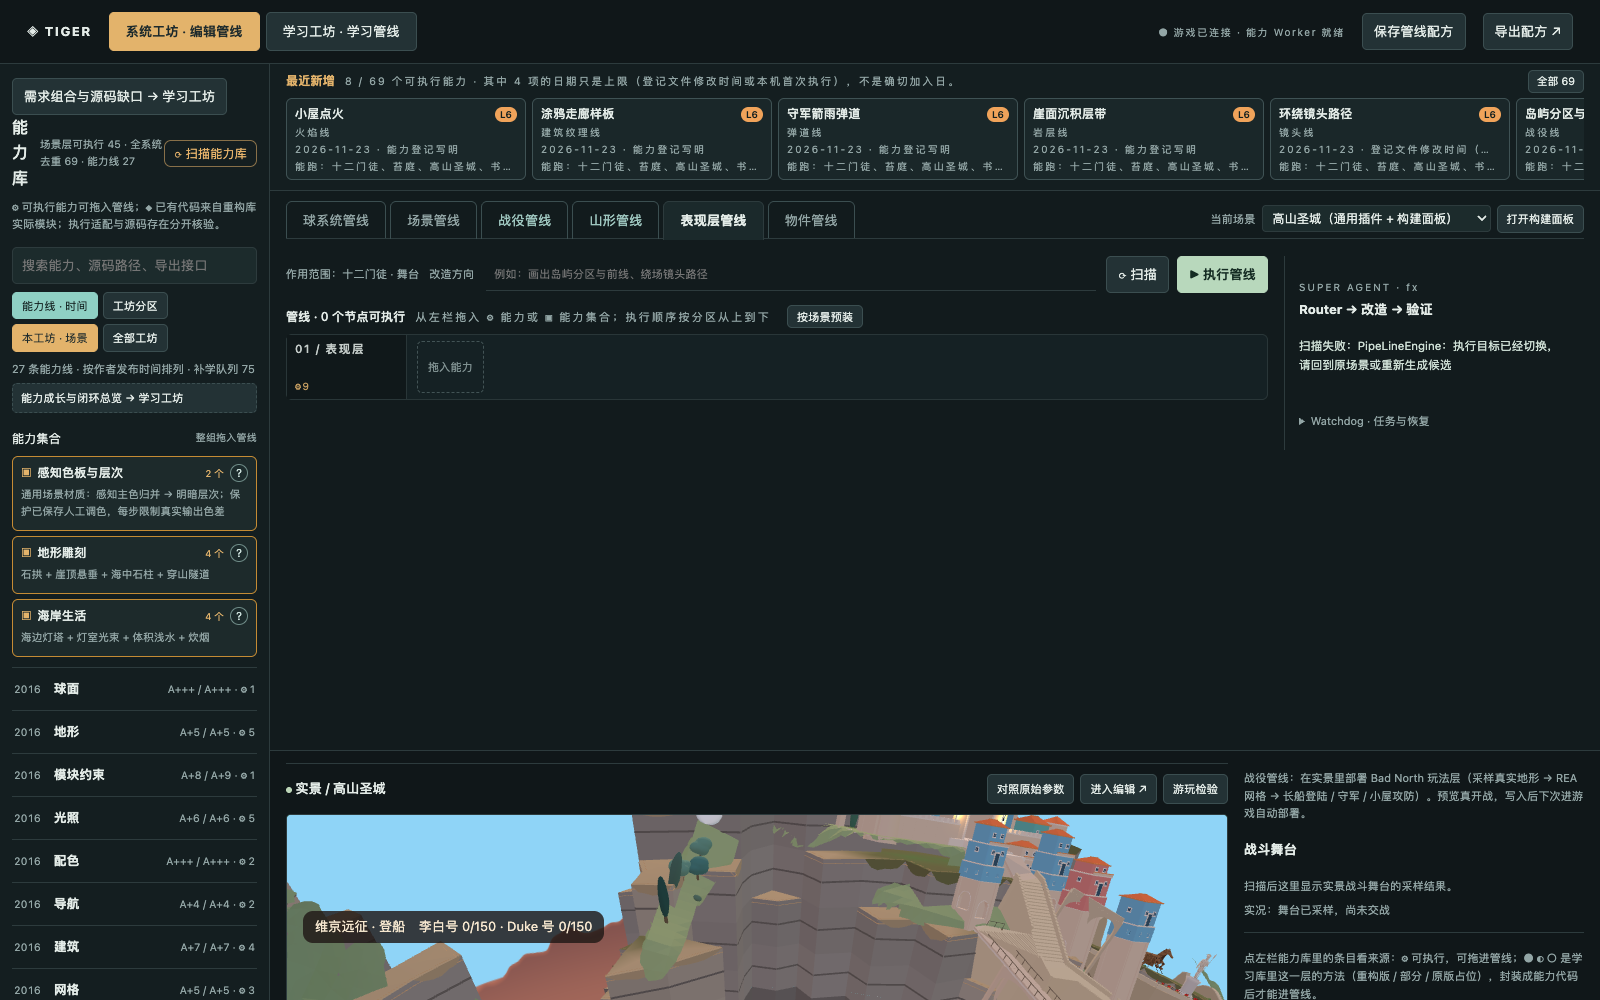 ◈ TIGER
系统工坊 · 编辑管线
学习工坊 · 学习管线
游戏已连接 · 能力 Worker 就绪
保存管线配方
导出配方 ↗
需求组合与源码缺口 → 学习工坊
能力库
场景层可执行 45 · 全系统去重 69 · 能力线 27
⟳ 扫描能力库
⚙ 可执行能力可拖入管线；◆ 已有代码来自重构库
实际模块；执行适配与源码存在分开核验。
搜索能力、源码路径、导出接口
能力线 · 时间
工坊分区
本工坊 · 场景
全部工坊
27 条能力线 · 按作者发布时间排列 · 补学队列 75
能力成长与闭环总览 → 学习工坊
能力集合
整组拖入管线
▣ 感知色板与层次 2 个 ?
通用场景材质：感知主色归并 → 明暗层次；保
护已保存人工调色，每步限制真实输出色差
▣ 地形雕刻 4 个 ?
石拱 + 崖顶悬垂 + 海中石柱 + 穿山隧道
▣ 海岸生活 4 个 ?
海边灯塔 + 灯室光束 + 体积浅水 + 炊烟
2016 球面 A+++ / A+++ · ⚙ 1
2016 地形 A+5 / A+5 · ⚙ 5
2016 模块约束 A+8 / A+9 · ⚙ 1
2016 光照 A+6 / A+6 · ⚙ 5
2016 配色 A+++ / A+++ · ⚙ 2
2016 导航 A+4 / A+4 · ⚙ 2
2016 建筑 A+7 / A+7 · ⚙ 4
2016 网格 A+5 / A+5 · ⚙ 3
最近新增 8 / 69 个可执行能力 · 其中 4 项的日期只是上限（登记文件修改时间或本机首次执行），不是确切加入日。
全部 69
小屋点火 L6
火焰线
2026-11-23 · 能力登记写明
能跑：十二门徒、苔庭、高山圣城、书…
涂鸦走廊样板 L6
建筑纹理线
2026-11-23 · 能力登记写明
能跑：十二门徒、苔庭、高山圣城、书…
守军箭雨弹道 L6
弹道线
2026-11-23 · 能力登记写明
能跑：十二门徒、苔庭、高山圣城、书…
崖面沉积层带 L6
岩层线
2026-11-23 · 能力登记写明
能跑：十二门徒、苔庭、高山圣城、书…
环绕镜头路径 L6
镜头线
2026-11-23 · 登记文件修改时间（…
能跑：十二门徒、苔庭、高山圣城、书…
岛屿分区与
战役线
2026-11-
能跑：十二
球系统管线
场景管线
战役管线
山形管线
表现层管线
物件管线
当前场景
高山圣城（通用插件 + 构建面板）
打开构建面板
作用范围：十二门徒 · 舞台
改造方向
例如：画出岛屿分区与前线、绕场镜头路径
⟳ 扫描
▶ 执行管线
管线 · 0 个节点可执行
从左栏拖入 ⚙ 能力或 ▣ 能力集合；执行顺序按分区从上到下
按场景预装
01 / 表现层
⚙9
拖入能力
SUPER AGENT · fx
Router → 改造 → 验证
扫描失败：PipeLineEngine：执行目标已经切换，
请回到原场景或重新生成候选
▶ Watchdog · 任务与恢复
实景 / 高山圣城
对照原始参数
进入编辑 ↗
游玩检验
维京远征 · 登船 李白号 0/150 · Duke 号 0/150
战役管线：在实景里部署 Bad North 玩法层（采样真实地形 → REA
网格 → 长船登陆 / 守军 / 小屋攻防）。预览真开战，写入后下次进游
戏自动部署。
战斗舞台
扫描后这里显示实景战斗舞台的采样结果。
实况：舞台已采样，尚未交战
点左栏能力库里的条目看来源：⚙ 可执行，可拖进管线；● ◐ ○ 是学
习库里这一层的方法（重构版 / 部分 / 原版占位），封装成能力代码
后才能进管线。